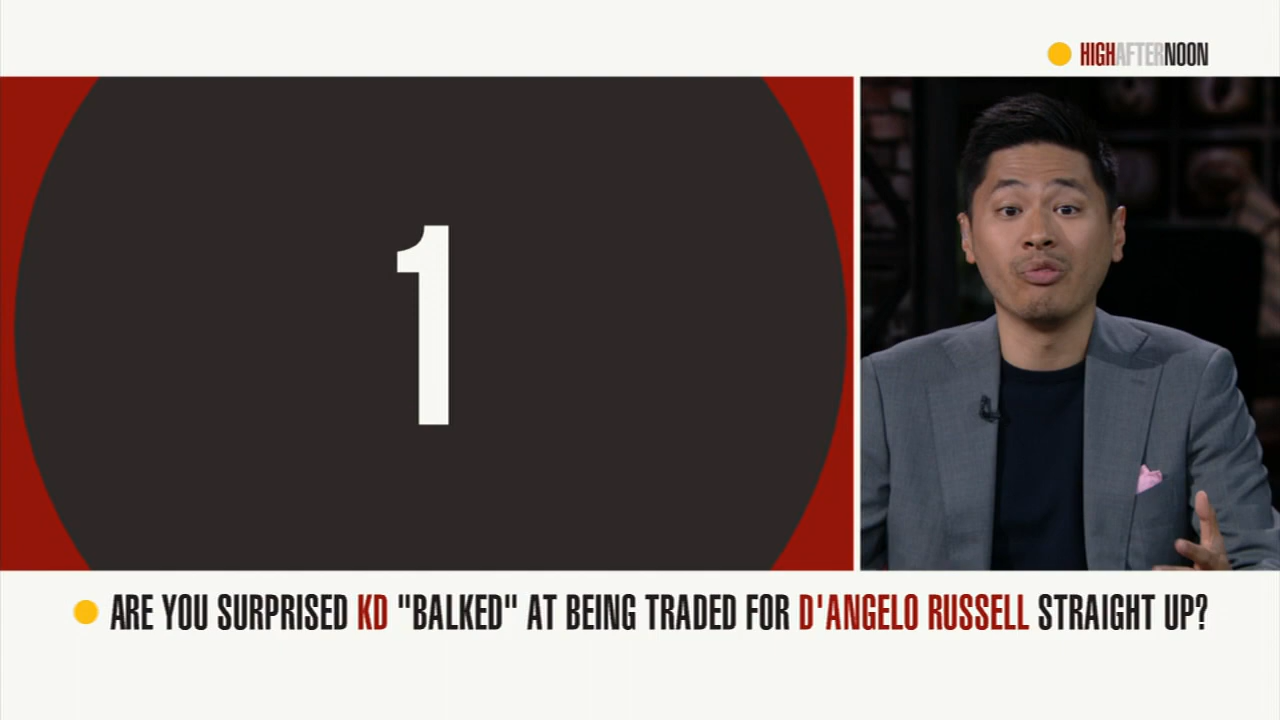 HIGHAFTERNOON
1
ARE YOU SURPRISED KD "BALKED" AT BEING TRADED FOR D'ANGELO RUSSELL STRAIGHT UP?